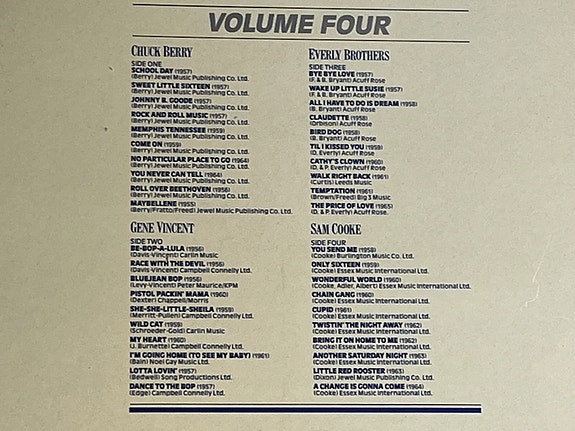 VOLUME FOUR
CHUCK BERRY
SIDE ONE
SCHOOL DAY (1957)
(Berry) Jewel Music Publishing Co. Ltd.
SWEET LITTLE SIXTEEN (1957)
(Berry) Jewel Music Publishing Co. Ltd.
JOHNNY B. GOODE (1957)
(Berry) Jewel Music Publishing Co. Ltd.
ROCK AND ROLL MUSIC (1957)
(Berry) Jewel Music Publishing Co. Ltd.
MEMPHIS TENNESSEE (1959)
(Berry) Jewel Music Publishing Co. Ltd.
COME ON (1959)
(Berry) Jewel Music Publishing Co. Ltd.
NO PARTICULAR PLACE TO GO (1964)
(Berry) Jewel Music Publishing Co. Ltd.
YOU NEVER CAN TELL (1964)
(Berry) Jewel Music Publishing Co. Ltd.
ROLL OVER BEETHOVEN (1956)
(Berry) Jewel Music Publishing Co. Ltd.
MAYBELLENE (1955)
(Berry/Fratto/Freed) Jewel Music Publishing Co. Ltd.
GENE VINCENT
SIDE TWO
BE-BOP-A-LULA (1956)
(Davis-Vincent) Carlin Music
RACE WITH THE DEVIL (1956)
(Davis-Vincent) Campbell Connelly Ltd.
BLUEJEAN BOP (1956)
(Levy-Vincent) Peter Maurice/KPM
PISTOL PACKIN' MAMA (1960)
(Dexter) Chappell/Morris
SHE-SHE-LITTLE-SHEILA (1959)
(Merritt-Pullen) Campbell Connelly Ltd.
WILD CAT (1959)
(Schroeder-Gold) Carlin Music
MY HEART (1960)
(J. Burnette) Campbell Connelly Ltd.
I'M GOING HOME (TO SEE MY BABY) (1961)
(Bain) Noel Gay Music Ltd.
LOTTA LOVIN' (1957)
(Bedwell) Song Productions Ltd.
DANCE TO THE BOP (1957)
(Edge) Campbell Connelly Ltd.
EVERLY BROTHERS
SIDE THREE
BYE BYE LOVE (1957)
(F. & B. Bryant) Acuff Rose
WAKE UP LITTLE SUSIE (1957)
(F. & B. Bryant) Acuff Rose
ALL I HAVE TO DO IS DREAM (1958)
(B. Bryant) Acuff Rose
CLAUDETTE (1958)
(Orbison) Acuff Rose
BIRD DOG (1958)
(B. Bryant) Acuff Rose
TIL I KISSED YOU (1959)
(D. Everly) Acuff Rose
CATHY'S CLOWN (1960)
(D. & P. Everly) Acuff Rose
WALK RIGHT BACK (1961)
(Curtis) Leeds Music
TEMPTATION (1961)
(Brown/Freed) Big 3 Music
THE PRICE OF LOVE (1965)
(D. & P. Everly) Acuff Rose.
SAM COOKE
SIDE FOUR
YOU SEND ME (1958)
(Cooke) Burlington Music Co. Ltd.
ONLY SIXTEEN (1959)
(Cooke) Essex Music International Ltd.
WONDERFUL WORLD (1960)
(Cooke, Adler, Albert) Essex Music International Ltd.
CHAIN GANG (1960)
(Cooke) Essex Music International Ltd.
CUPID (1961)
(Cooke) Essex Music International Ltd.
TWISTIN' THE NIGHT AWAY (1962)
(Cooke) Essex Music International Ltd.
BRING IT ON HOME TO ME (1962)
(Cooke) Essex Music International Ltd.
ANOTHER SATURDAY NIGHT (1963)
(Cooke) Essex Music International Ltd.
LITTLE RED ROOSTER (1963)
(Dixon) Jewel Music Publishing Co. Ltd.
A CHANGE IS GONNA COME (1964)
(Cooke) Essex Music International Ltd.